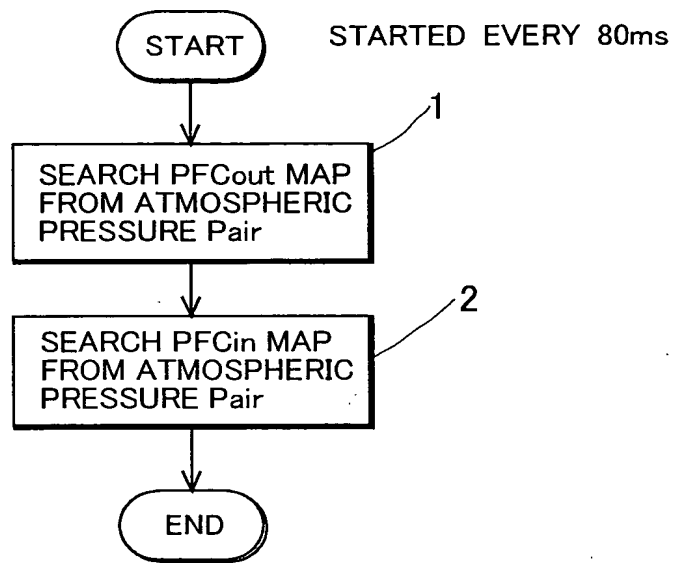 START
STARTED EVERY 80ms
1
SEARCH PFCout MAP
FROM ATMOSPHERIC
PRESSURE Pair
2
SEARCH PFCin MAP
FROM ATMOSPHERIC
PRESSURE Pair
END